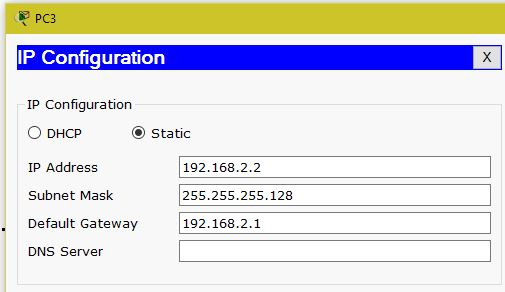 PC3
IP Configuration
X
IP Configuration
DHCP
Static
IP Address
192.168.2.2
Subnet Mask
255.255.255.128
Default Gateway
192.168.2.1
DNS Server